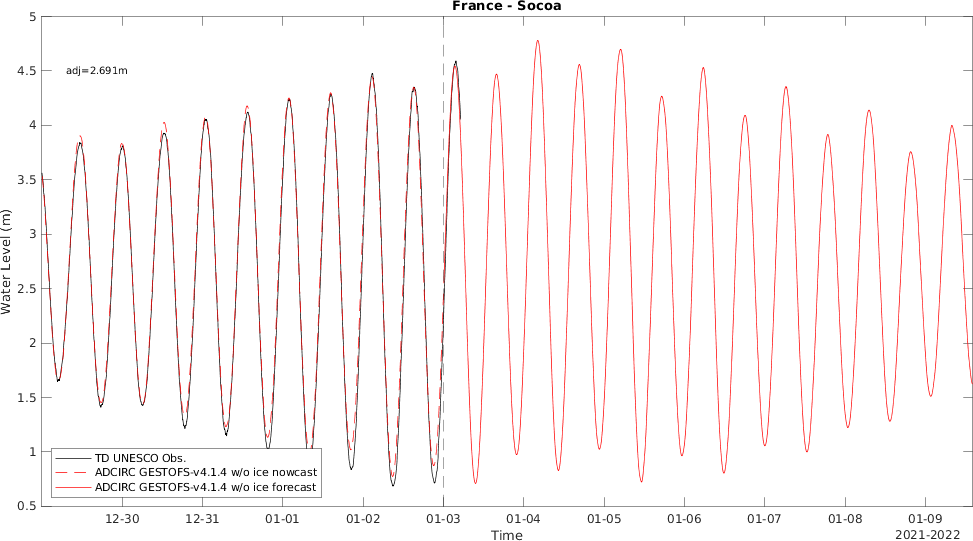 France - Socoa
adj=2.691m
Water Level (m)
5
4.5
4
3.5
3
2.5
2
1.5
1
0.5
TD UNESCO Obs.
ADCIRC GESTOFS-v4.1.4 w/o ice nowcast
ADCIRC GESTOFS-v4.1.4 w/o ice forecast
12-30 12-31 01-01 01-02 01-03 01-04 01-05 01-06 01-07 01-08 01-09
Time
2021-2022